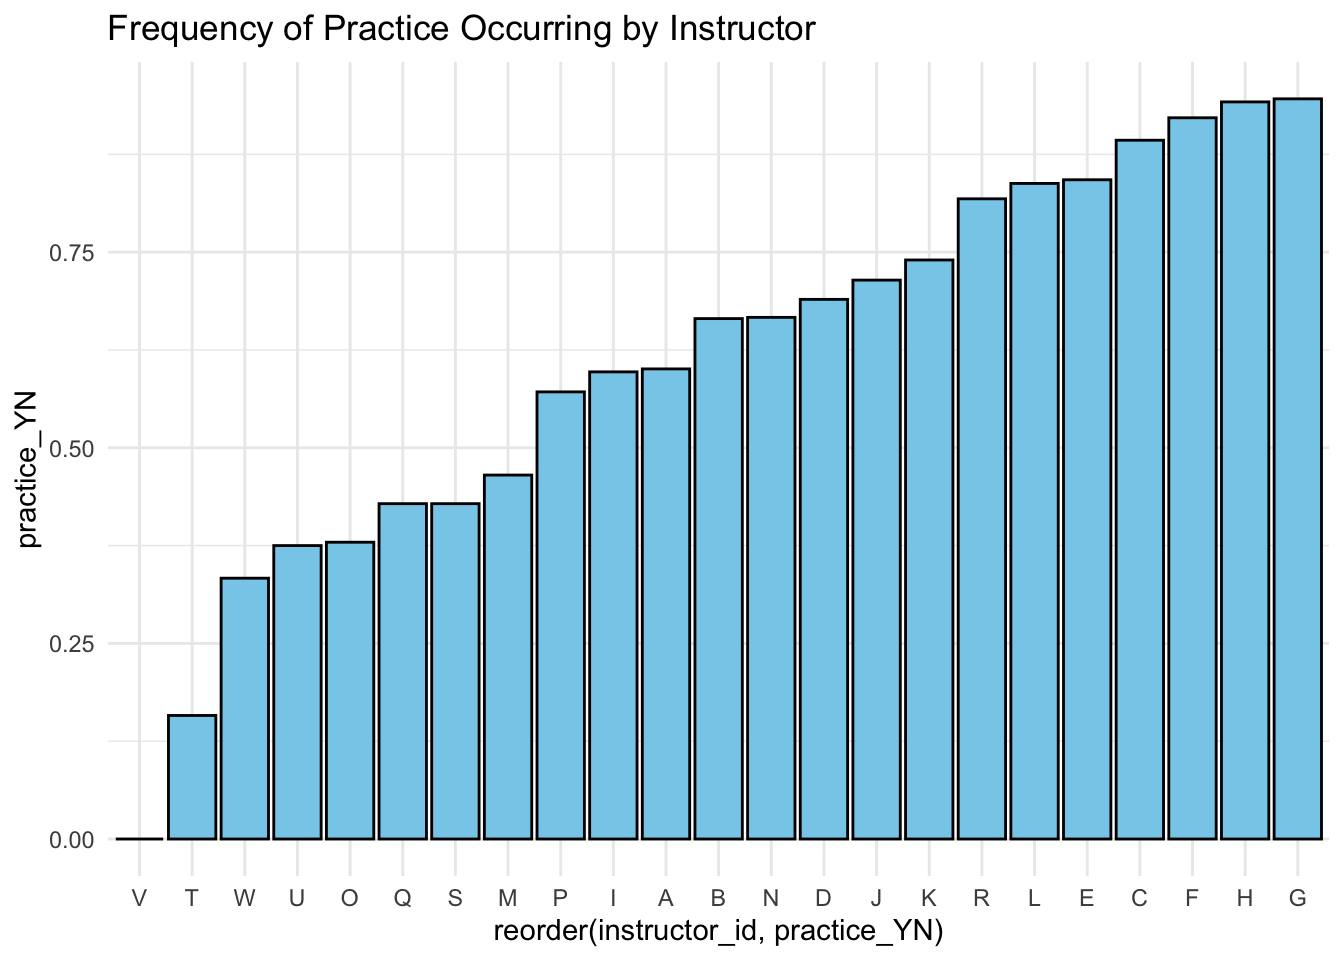 Frequency of Practice Occurring by Instructor
practice_YN
0.75
0.50
0.25
0.00
V T W U O Q S M P I A B N D J K R L E C F H G
reorder(instructor_id, practice_YN)